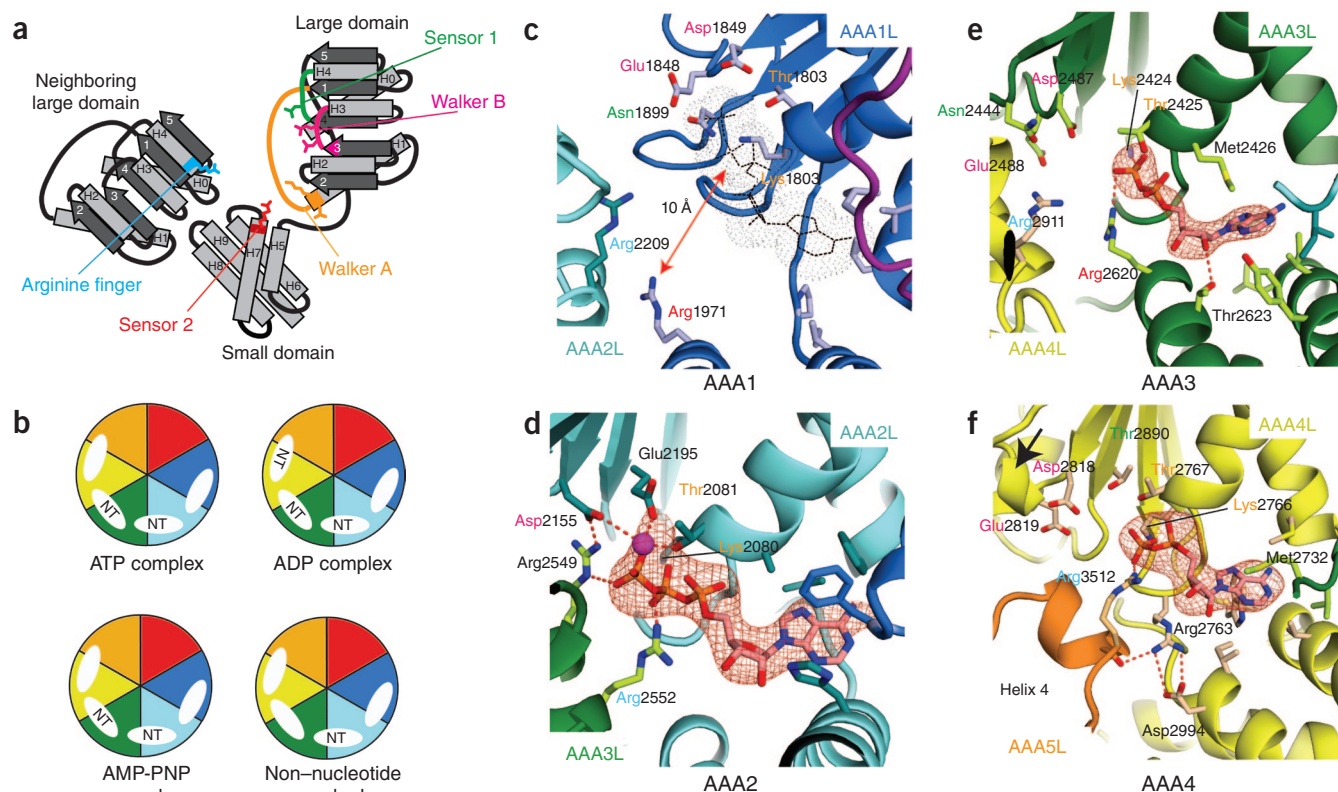 a
Large domain
Sensor 1
Neighboring
large domain
5
H4
H0
1
Walker B
H3
4
3
H1
H2
2
5
H4
1
H3
4
H0
3
H2
2
H1
H9
H8
H7
H5
H6
Arginine finger
Walker A
Sensor 2
Small domain
b
NT
NT
ATP complex
NT
NT
NT
ADP complex
NT
NT
AMP-PNP
NT
Non–nucleotide
c
Asp1849
AAA1L
Glu1848
Thr1803
Asn1899
Lys1803
10 Å
Arg2209
Arg1971
AAA2L
AAA1
d
Glu2195
AAA2L
Thr2081
Asp2155
Lys2080
Arg2549
Arg2552
AAA3L
AAA2
e
AAA3L
Asp2487
Lys2424
Thr2425
Asn2444
Met2426
Glu2488
Arg2911
Arg2620
Thr2623
AAA4L
AAA3
f
AAA4L
Thr2890
Asp2818
Thr2767
Lys2766
Glu2819
Met2732
Arg3512
Arg2763
Helix 4
Asp2994
AAA5L
AAA4